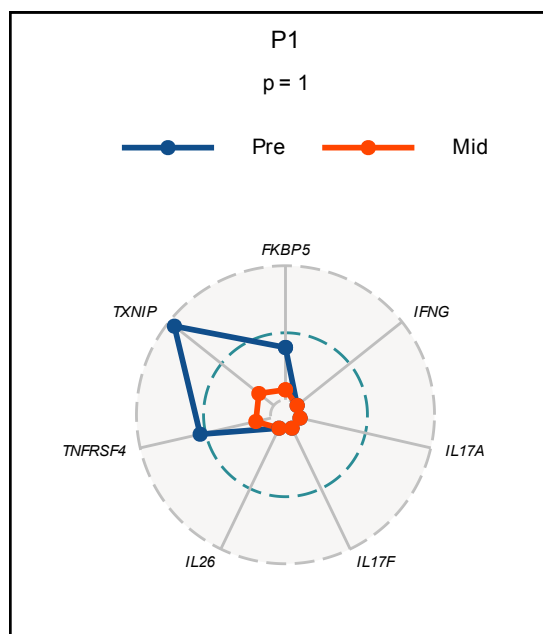 P1
p = 1
Pre Mid
FKBP5
TXNIP IFNG
TNFRSF4 IL17A
IL26 IL17F